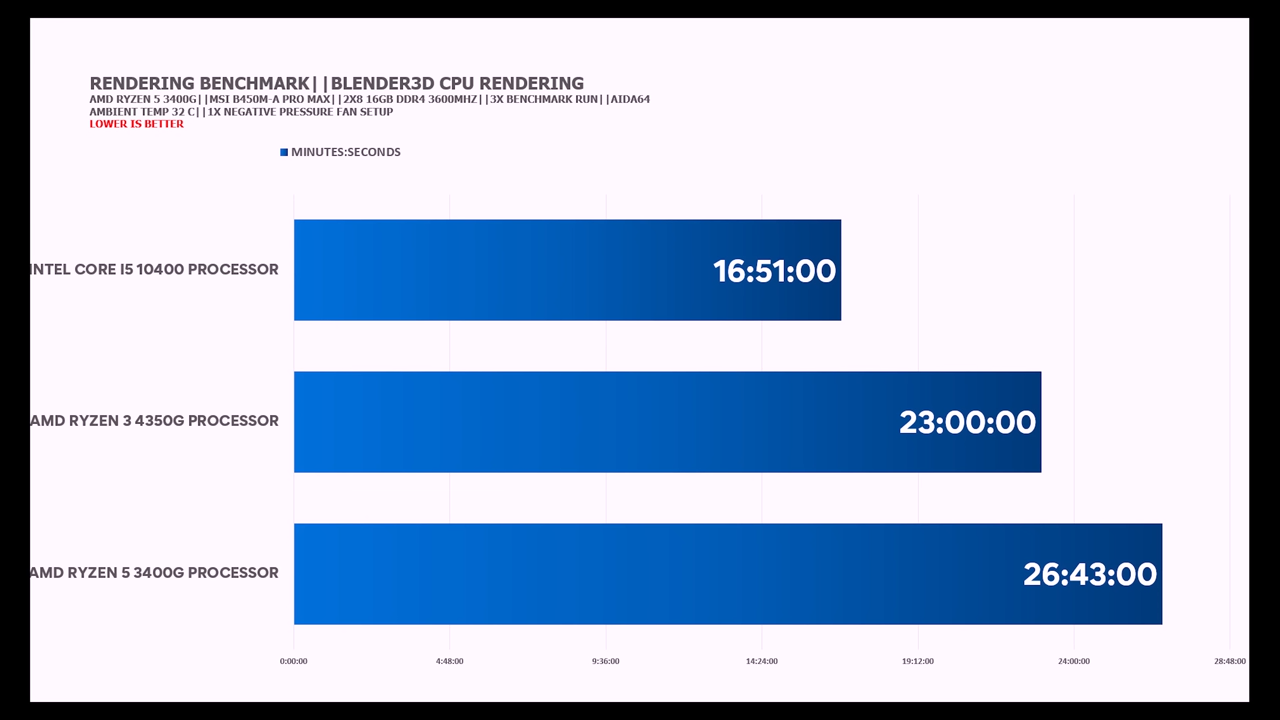 RENDERING BENCHMARK||BLENDER3D CPU RENDERING
AMD RYZEN 5 3400G||MSI B450M-A PRO MAX||2X8 16GB DDR4 3600MHZ||3X BENCHMARK RUN||AIDA64
AMBIENT TEMP 32 C||1X NEGATIVE PRESSURE FAN SETUP
LOWER IS BETTER
MINUTES:SECONDS
INTEL CORE I5 10400 PROCESSOR
16:51:00
AMD RYZEN 3 4350G PROCESSOR
23:00:00
AMD RYZEN 5 3400G PROCESSOR
26:43:00
0:00:00 4:48:00 9:36:00 14:24:00 19:12:00 24:00:00 28:48:00